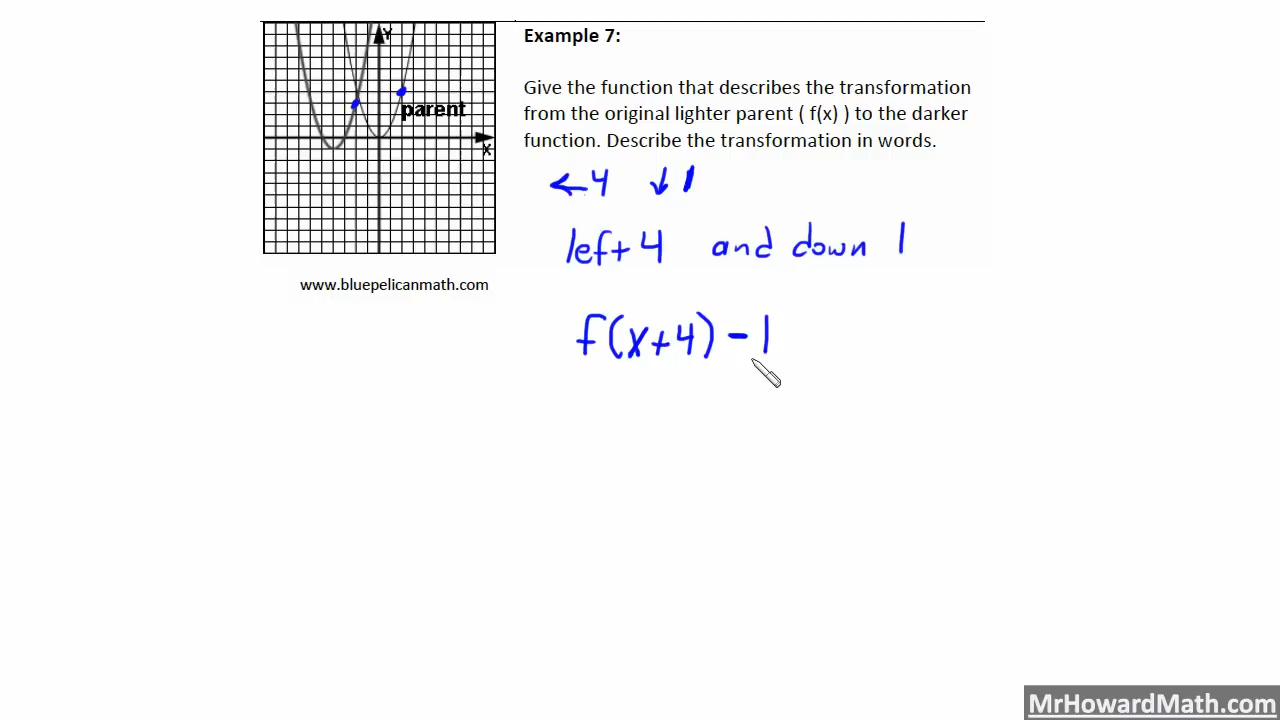 Y
parent
X
www.bluepelicanmath.com
Example 7:
Give the function that describes the transformation
from the original lighter parent ( f(x) ) to the darker
function. Describe the transformation in words.
← 4 ↓ 1
left 4 and down 1
f(x+4) - 1
MrHowardMath.com